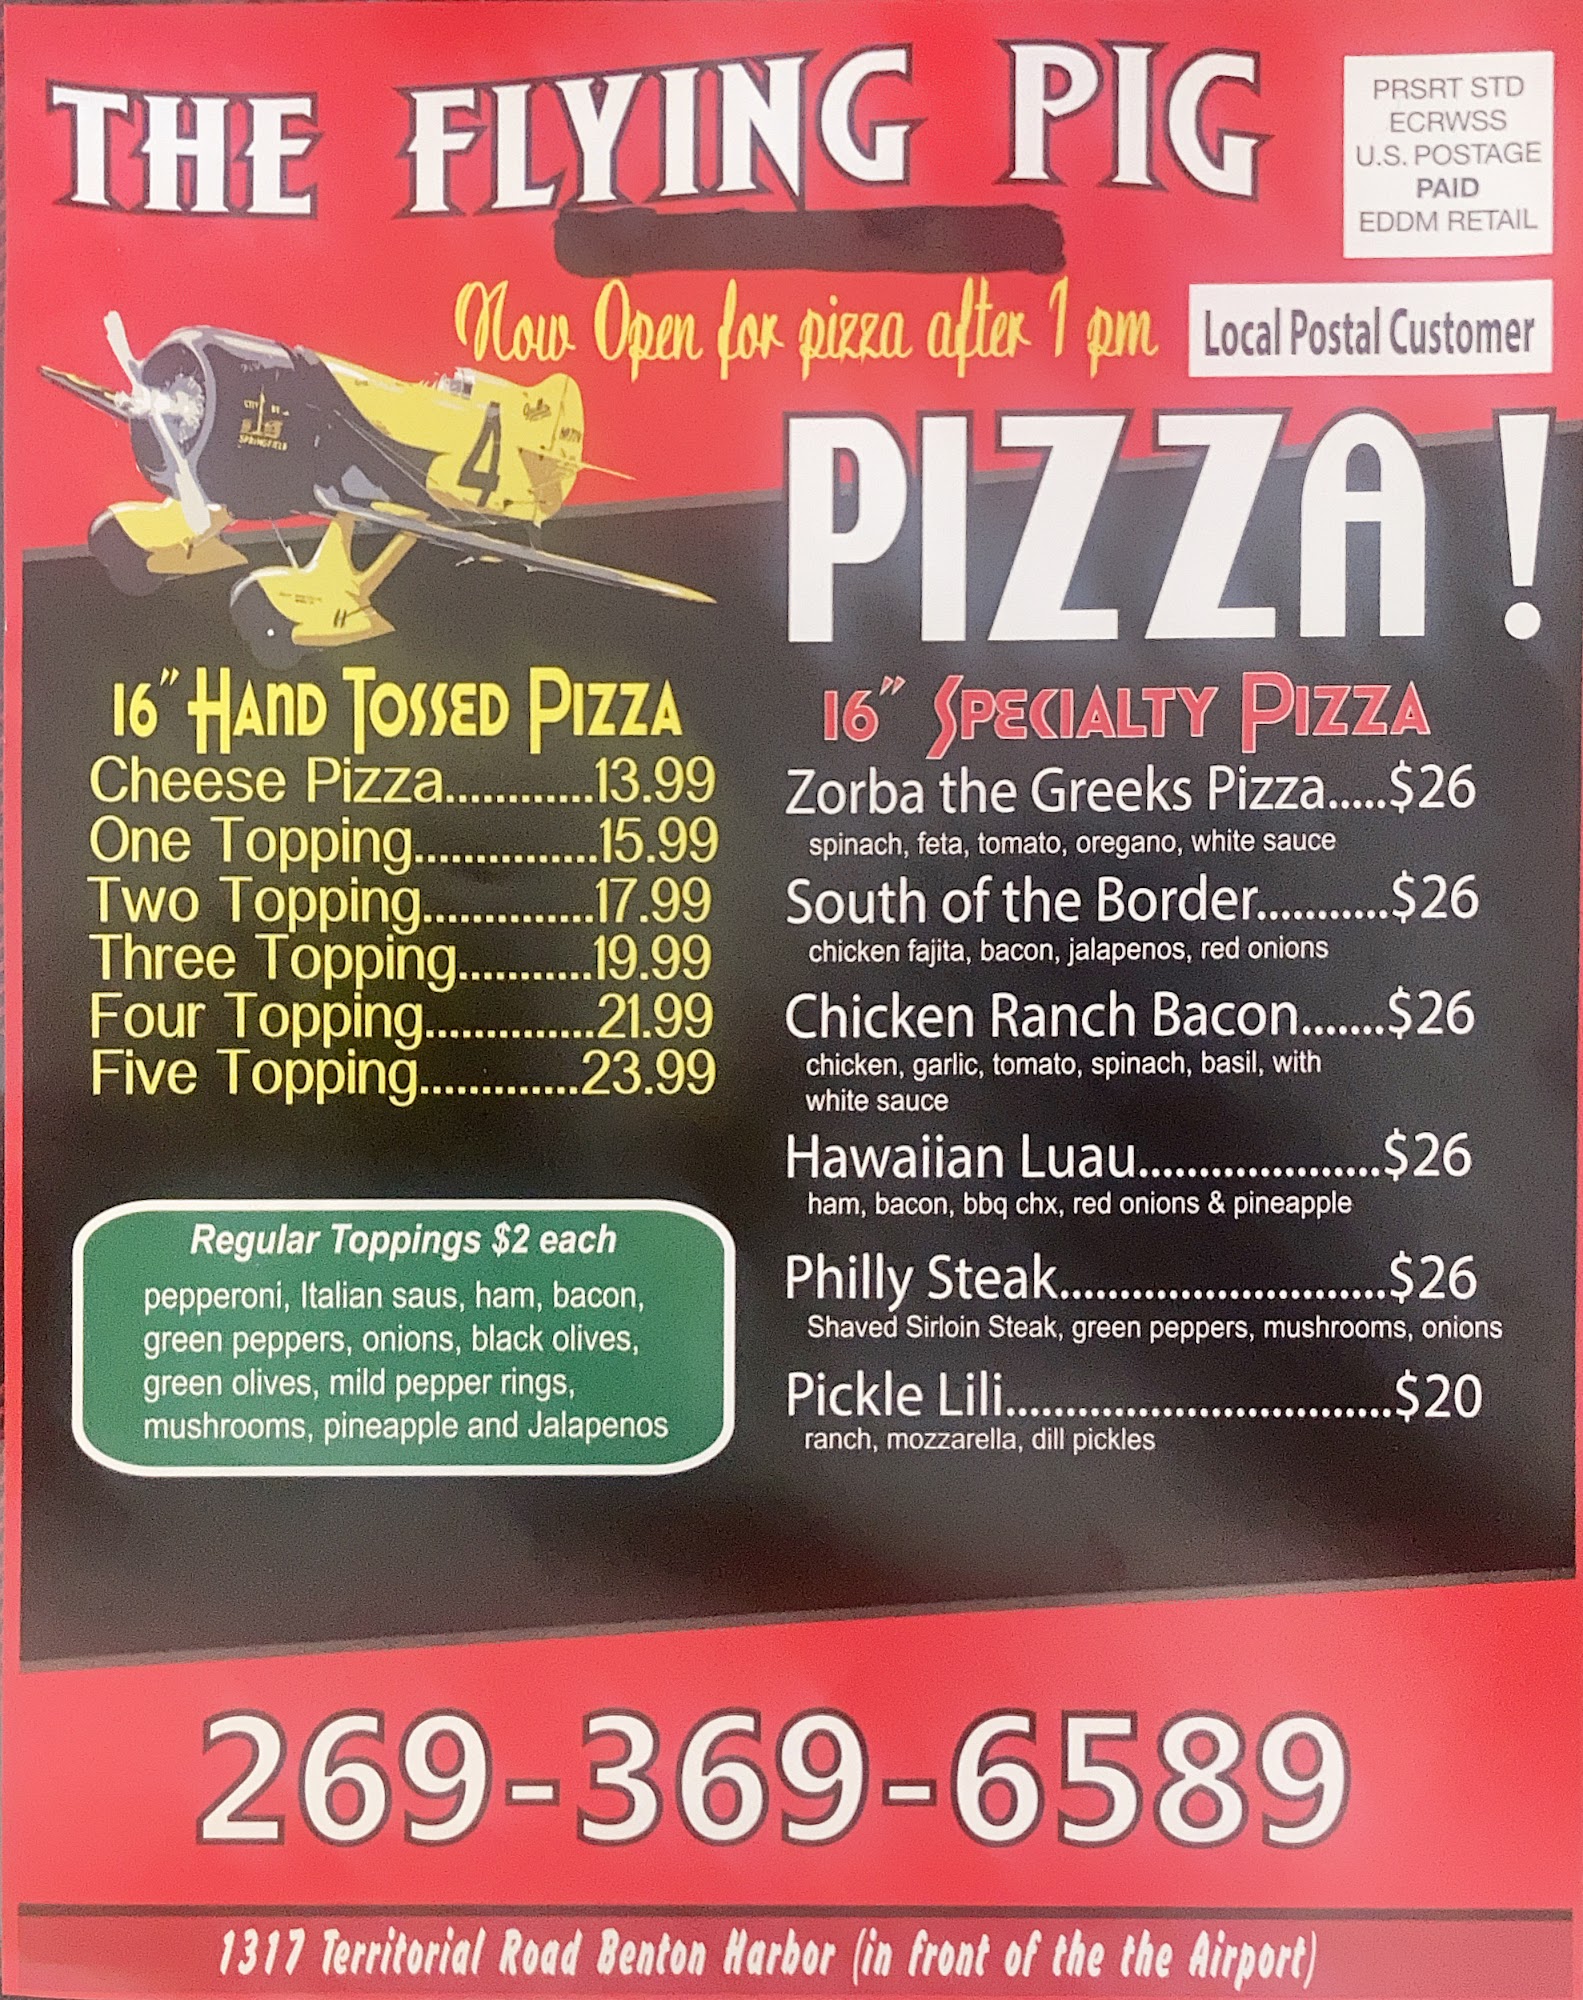 THE FLYING PIG
PRSRT STD
ECRWSS
U.S. POSTAGE
PAID
EDDM RETAIL
Now Open for pizza after 1 pm
Local Postal Customer
CITY OF
SPRINGFIELD
4
PIZZA!
16" HAND TOSSED PIZZA
Cheese Pizza.............13.99
One Topping................15.99
Two Topping...............17.99
Three Topping............19.99
Four Topping...............21.99
Five Topping..............23.99
Regular Toppings $2 each
pepperoni, Italian saus, ham, bacon,
green peppers, onions, black olives,
green olives, mild pepper rings,
mushrooms, pineapple and Jalapenos
16" SPECIALTY PIZZA
Zorba the Greeks Pizza.....$26
spinach, feta, tomato, oregano, white sauce
South of the Border...........$26
chicken fajita, bacon, jalapenos, red onions
Chicken Ranch Bacon.......$26
chicken, garlic, tomato, spinach, basil, with
white sauce
Hawaiian Luau.....................$26
ham, bacon, bbq chx, red onions & pineapple
Philly Steak............................$26
Shaved Sirloin Steak, green peppers, mushrooms, onions
Pickle Lili.................................$20
ranch, mozzarella, dill pickles
269-369-6589
1317 Territorial Road Benton Harbor (in front of the the Airport)